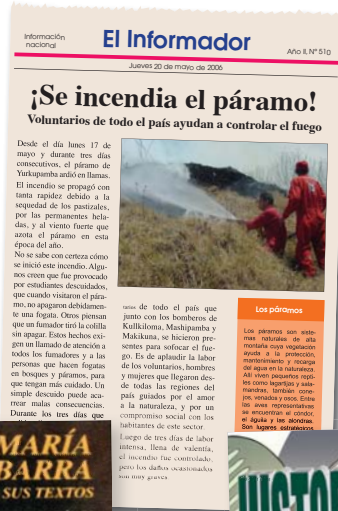 Información
nacional
El Informador
Año II, Nº 510
Jueves 20 de mayo de 2006
¡Se incendia el páramo!
Voluntarios de todo el país ayudan a controlar el fuego
Desde el día lunes 17 de
mayo y durante tres días
consecutivos, el páramo de
Yurkupamba ardió en llamas.
El incendio se propagó con
tanta rapidez debido a la
sequedad de los pastizales,
por las permanentes hela-
das, y al viento fuerte que
azota el páramo en esta
época del año.
No se sabe con certeza cómo
se inició este incendio. Algu-
nos creen que fue provocado
por estudiantes descuidados,
que cuando visitaron el pára-
mo, no apagaron debidamen-
te una fogata. Otros piensan
que un fumador tiró la colilla
sin apagar. Estos hechos exi-
gen un llamado de atención a
todos los fumadores y a las
personas que hacen fogatas
en bosques y páramos, para
que tengan más cuidado. Un
simple descuido puede aca-
rrear malas consecuencias.
Durante los tres días que
tarios de todo el país que
junto con los bomberos de
Kullkiloma, Mashipamba y
Makikuna, se hicieron pre-
sentes para sofocar el fue-
go. Es de aplaudir la labor
de los voluntarios, hombres
y mujeres que llegaron des-
de todas las regiones del
país guiados por el amor
a la naturaleza, y por un
compromiso social con los
habitantes de este sector.
Luego de tres días de labor
intensa, llena de valentía,
el incendio fue controlado,
pero los daños ocasionados
son muy graves.
Los páramos
Los páramos son siste-
mas naturales de alta
montaña cuya vegetación
ayuda a la protección,
mantenimiento y recarga
del agua en la naturaleza.
Allí viven pequeños repti-
les como lagartijas y sala-
mandras, también cone-
jos, venados y osos. Entre
las aves representativas
se encuentran el cóndor,
el águila y las alondras.
Son lugares estratégicos
MARÍA
BARRA
SUS TEXTOS